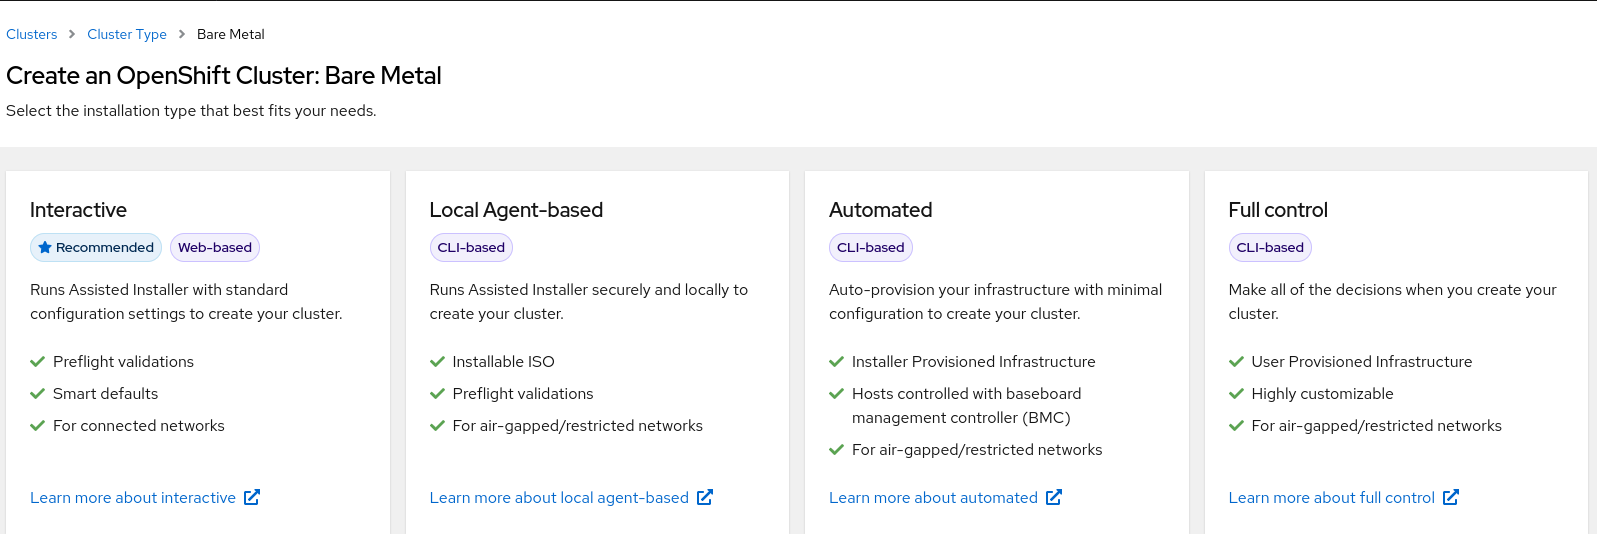 Clusters > Cluster Type > Bare Metal
Create an OpenShift Cluster: Bare Metal
Select the installation type that best fits your needs.
Interactive
Recommended Web-based
Runs Assisted Installer with standard
configuration settings to create your cluster.
Preflight validations
Smart defaults
For connected networks
Learn more about interactive
Local Agent-based
CLI-based
Runs Assisted Installer securely and locally to
create your cluster.
Installable ISO
Preflight validations
For air-gapped/restricted networks
Learn more about local agent-based
Automated
CLI-based
Auto-provision your infrastructure with minimal
configuration to create your cluster.
Installer Provisioned Infrastructure
Hosts controlled with baseboard
management controller (BMC)
For air-gapped/restricted networks
Learn more about automated
Full control
CLI-based
Make all of the decisions when you create your
cluster.
User Provisioned Infrastructure
Highly customizable
For air-gapped/restricted networks
Learn more about full control